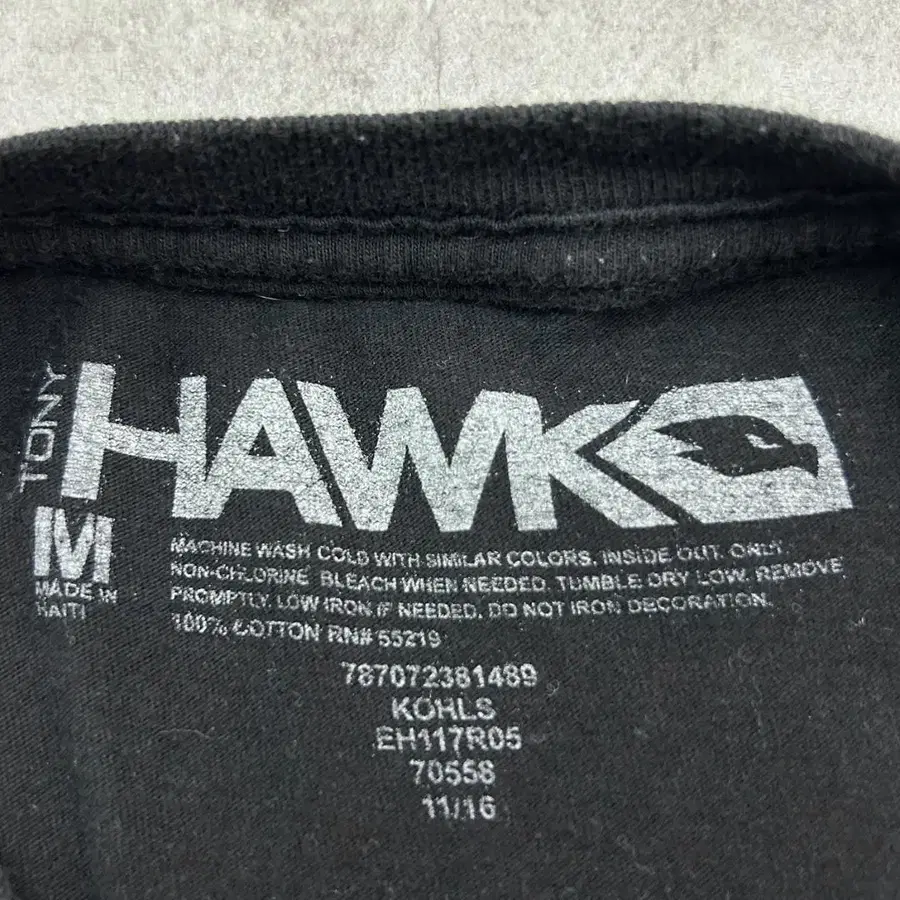 TONY
HAWK
M
MADE IN
HAITI
MACHINE WASH COLD WITH SIMILAR COLORS. INSIDE OUT. ONLY
NON-CHLORINE BLEACH WHEN NEEDED. TUMBLE DRY LOW. REMOVE
PROMPTLY. LOW IRON IF NEEDED. DO NOT IRON DECORATION.
100% COTTON RN# 55219
787072381489
KOHLS
EH117R05
70558
11/16